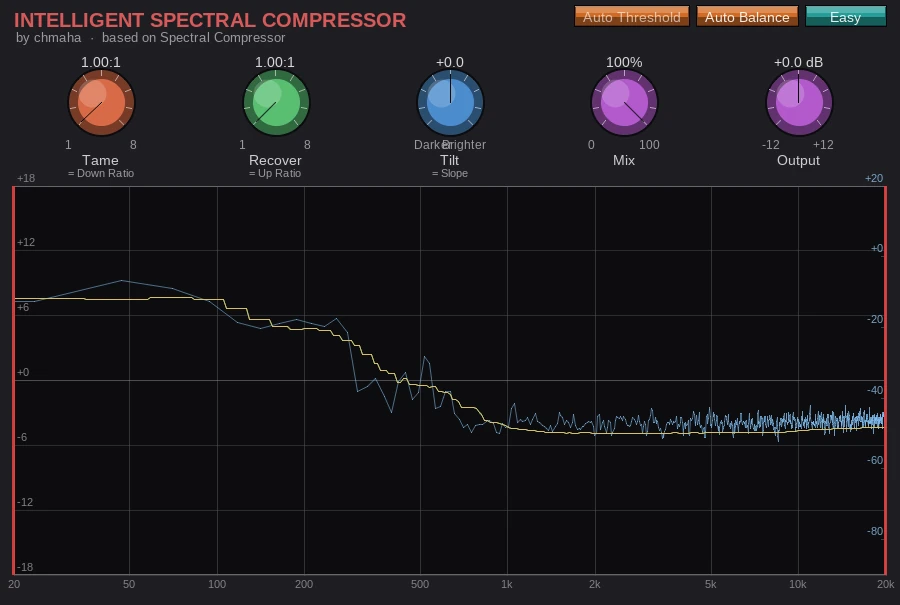 INTELLIGENT SPECTRAL COMPRESSOR
Auto Threshold Auto Balance Easy
by chmaha · based on Spectral Compressor
1.00:1 1.00:1 +0.0 100% +0.0 dB
1 8 1 8 Darker Brighter 0 100 -12 +12
Tame Recover Tilt Mix Output
= Down Ratio = Up Ratio = Slope
+18 +20
+12 +0
+6 -20
+0 -40
-6 -60
-12 -80
-18
20 50 100 200 500 1k 2k 5k 10k 20k